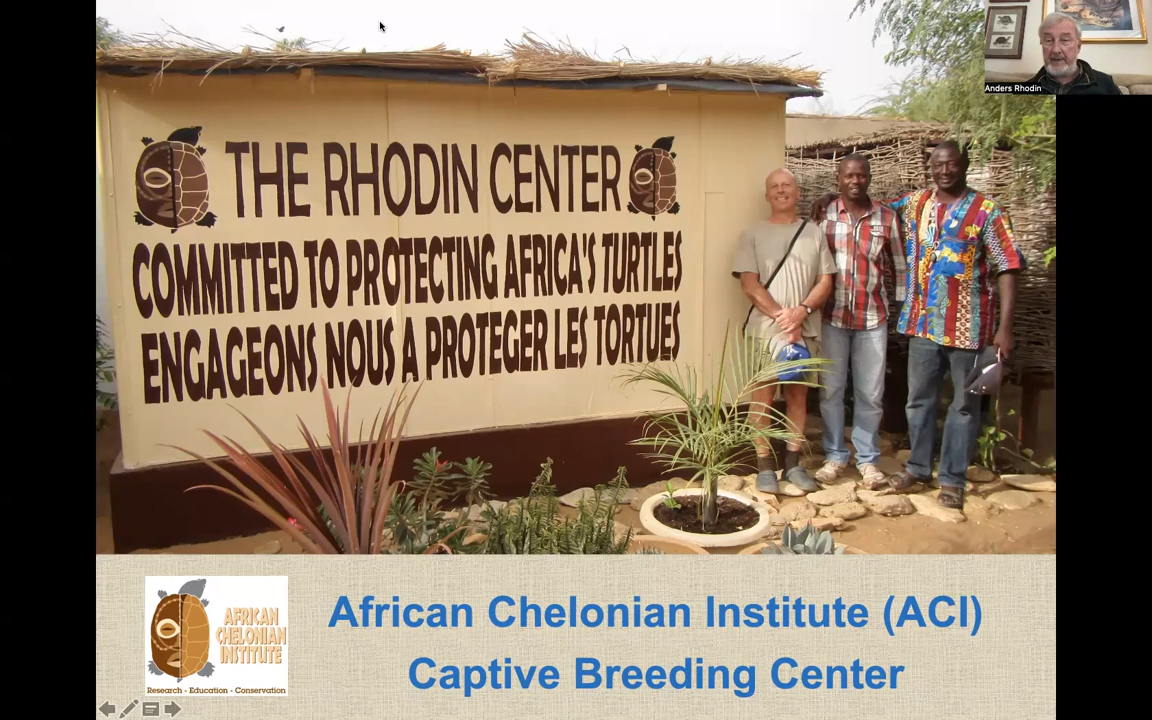 Anders Rhodin
THE RHODIN CENTER
COMMITTED TO PROTECTING AFRICA'S TURTLES
ENGAGEONS NOUS A PROTEGER LES TORTUES
AFRICAN
CHELONIAN
INSTITUTE
Research - Education - Conservation
African Chelonian Institute (ACI)
Captive Breeding Center